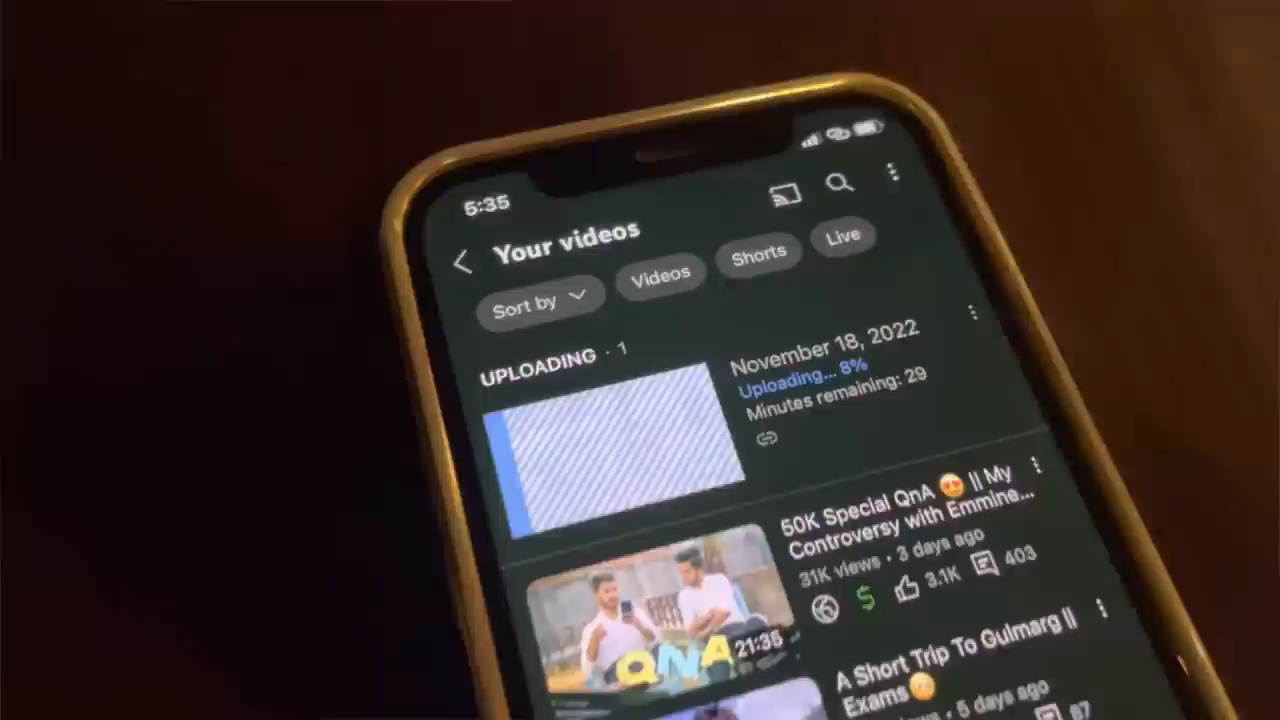 5:35
Your videos
Sort by
Videos
Shorts
Live
UPLOADING · 1
November 18, 2022
Uploading... 8%
Minutes remaining: 29
50K Special QnA 😍 || My
Controversy with Emmine...
31K views · 3 days ago
$ 3.1K 403
QNA
21:35
A Short Trip To Gulmarg ||
Exams
· 5 days ago
87